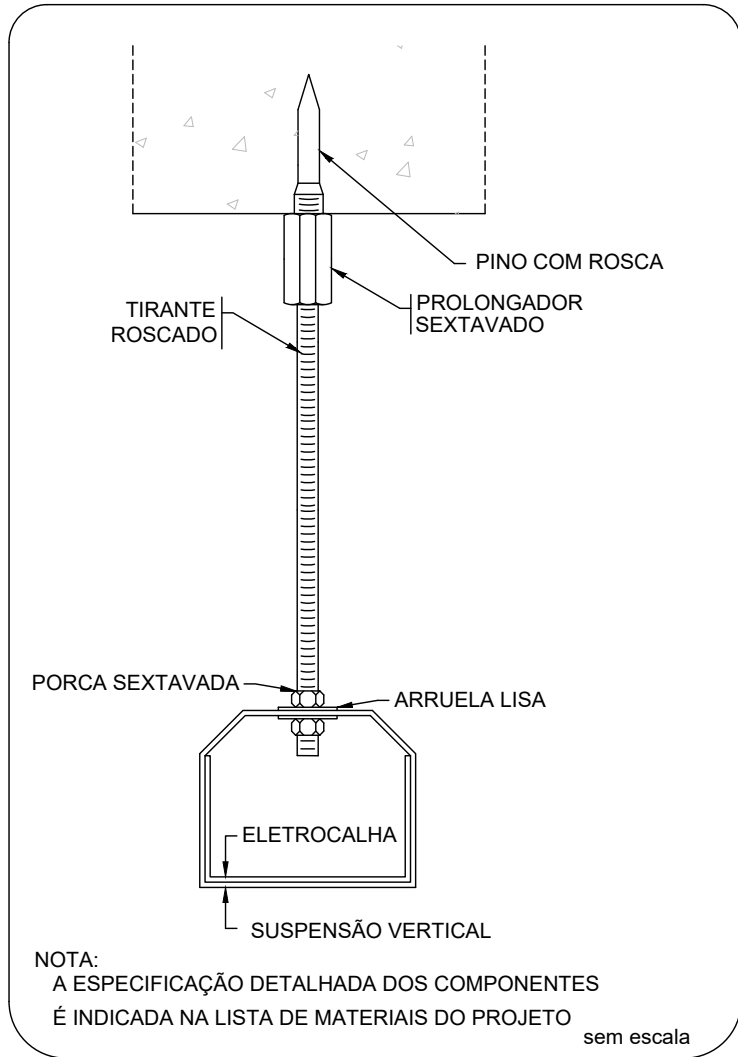 PINO COM ROSCA
TIRANTE
ROSCADO
PROLONGADOR
SEXTAVADO
PORCA SEXTAVADA
ARRUELA LISA
ELETROCALHA
SUSPENSÃO VERTICAL
NOTA:
A ESPECIFICAÇÃO DETALHADA DOS COMPONENTES
É INDICADA NA LISTA DE MATERIAIS DO PROJETO
sem escala